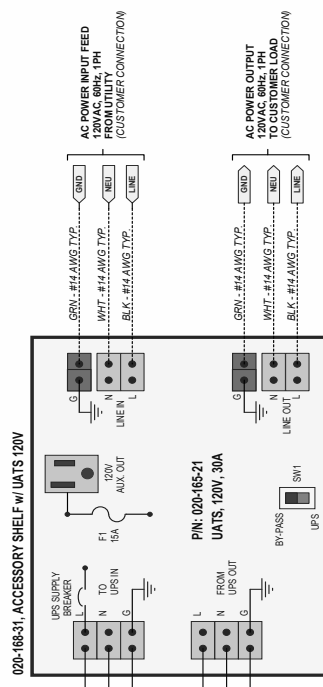 020-168-31, ACCESSORY SHELF w/ UATS 120V
UPS SUPPLY
BREAKER
L
N
G
TO
UPS IN
F1
15A
120V
AUX. OUT
G
N
L
LINE IN
GRN - #14 AWG TYP.
WHT - #14 AWG TYP.
BLK - #14 AWG TYP.
GND
NEU
LINE
AC POWER INPUT FEED
120VAC, 60Hz, 1PH
FROM UTILITY
(CUSTOMER CONNECTION)
L
N
G
FROM
UPS OUT
P/N: 020-165-21
UATS, 120V, 30A
BY-PASS
SW1
UPS
G
N
L
LINE OUT
GRN - #14 AWG TYP.
WHT - #14 AWG TYP.
BLK - #14 AWG TYP.
GND
NEU
LINE
AC POWER OUTPUT
120VAC, 60Hz, 1PH
TO CUSTOMER LOAD
(CUSTOMER CONNECTION)